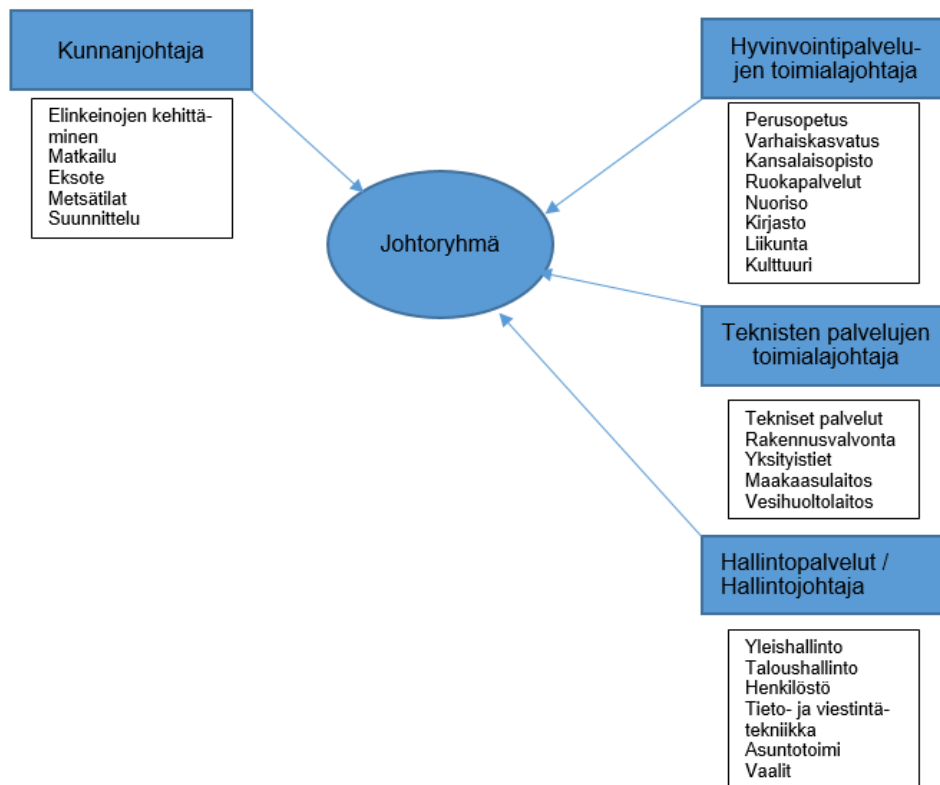 Kunnanjohtaja
Elinkeinojen kehittä-
minen
Matkailu
Eksote
Metsätilat
Suunnittelu
Johtoryhmä
Hyvinvointipalvelu-
jen toimialajohtaja
Perusopetus
Varhaiskasvatus
Kansalaisopisto
Ruokapalvelut
Nuoriso
Kirjasto
Liikunta
Kulttuuri
Teknisten palvelujen
toimialajohtaja
Tekniset palvelut
Rakennusvalvonta
Yksityistiet
Maakaasulaitos
Vesihuoltolaitos
Hallintopalvelut /
Hallintojohtaja
Yleishallinto
Taloushallinto
Henkilöstö
Tieto- ja viestintä-
tekniikka
Asuntotoimi
Vaalit